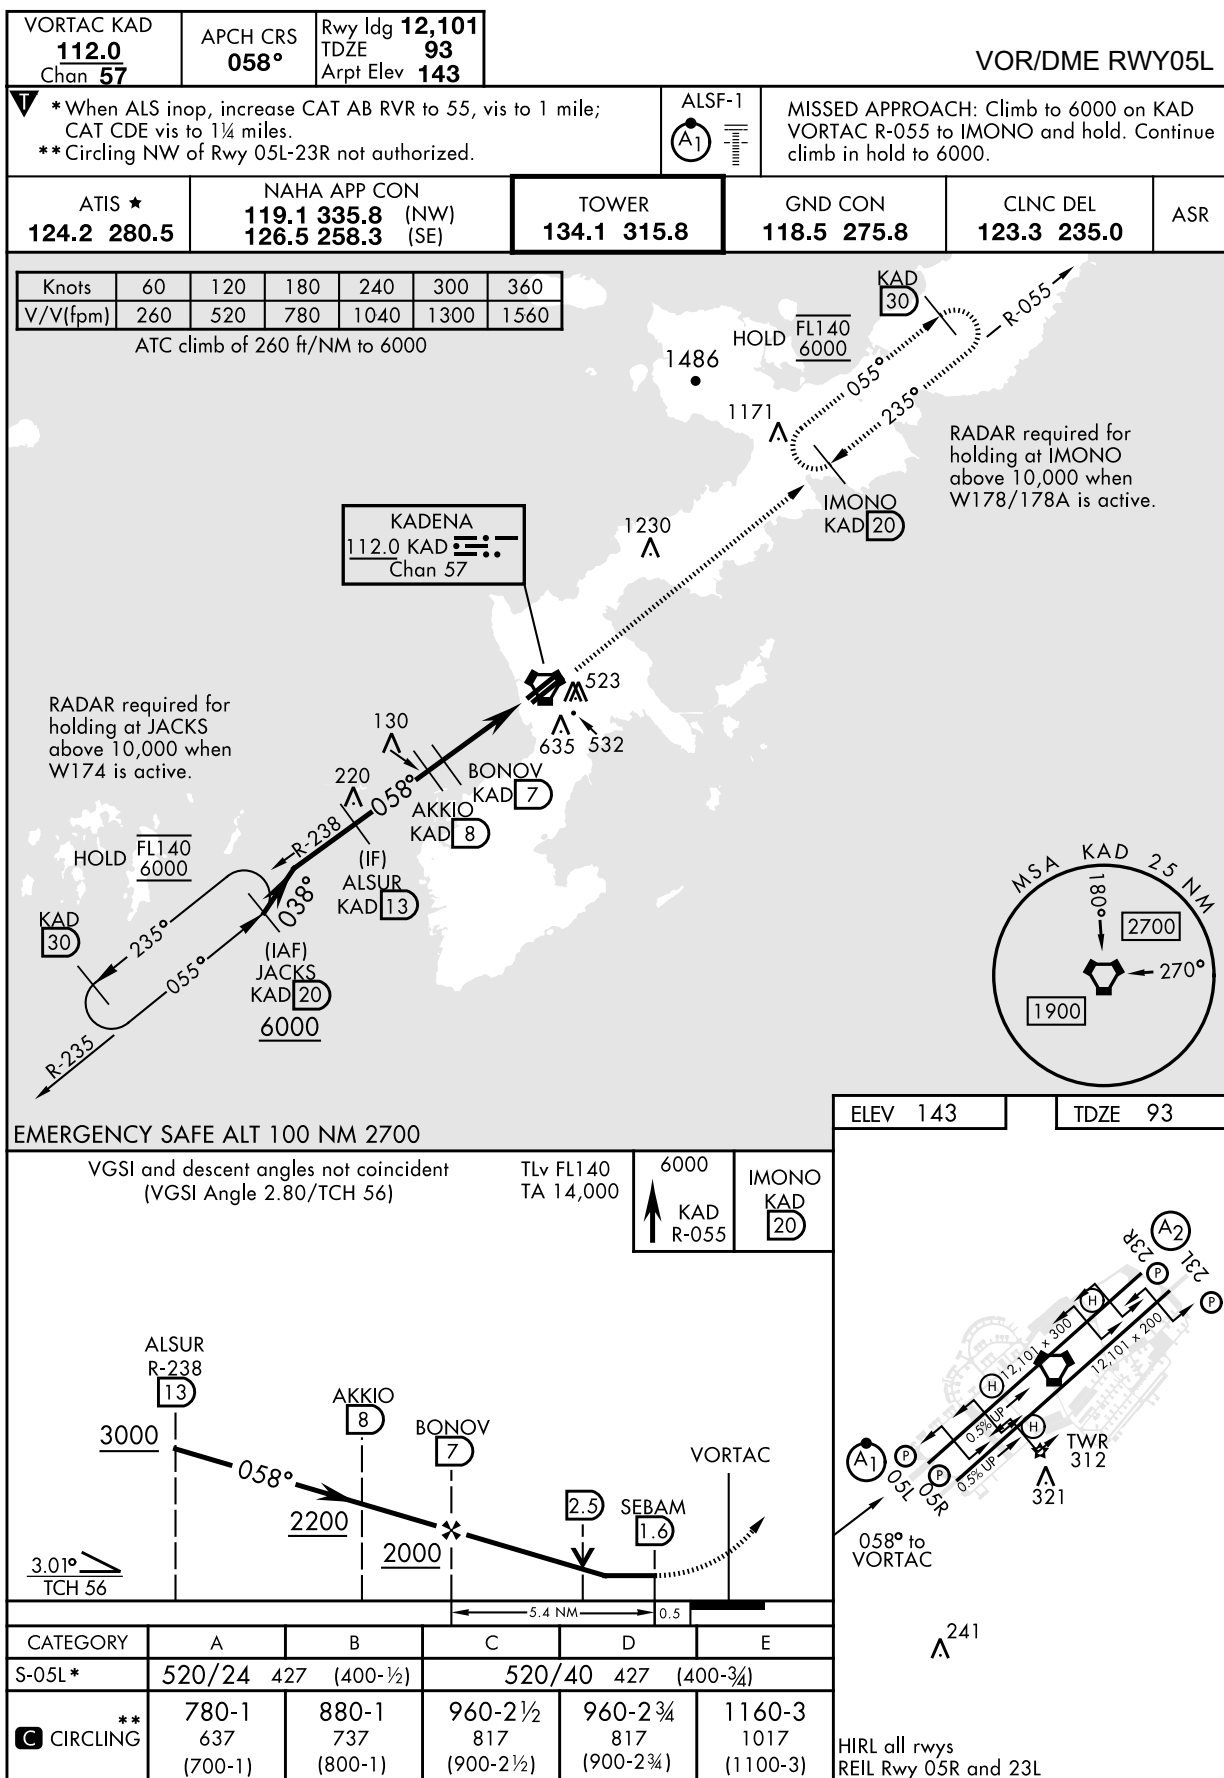 VORTAC KAD
112.0
Chan 57
APCH CRS
058°
Rwy ldg 12,101
TDZE 93
Arpt Elev 143
VOR/DME RWY05L
T
* When ALS inop, increase CAT AB RVR to 55, vis to 1 mile;
CAT CDE vis to 1¼ miles.
** Circling NW of Rwy 05L-23R not authorized.
ALSF-1
A1
MISSED APPROACH: Climb to 6000 on KAD
VORTAC R-055 to IMONO and hold. Continue
climb in hold to 6000.
ATIS ★
124.2 280.5
NAHA APP CON
119.1 335.8 (NW)
126.5 258.3 (SE)
TOWER
134.1 315.8
GND CON
118.5 275.8
CLNC DEL
123.3 235.0
ASR
Knots 60 120 180 240 300 360
V/V(fpm) 260 520 780 1040 1300 1560
ATC climb of 260 ft/NM to 6000
KAD
30
R-055
HOLD FL140
6000
055°
235°
1486
1171
RADAR required for
holding at IMONO
above 10,000 when
W178/178A is active.
IMONO
KAD 20
1230
KADENA
112.0 KAD
Chan 57
523
635
532
RADAR required for
holding at JACKS
above 10,000 when
W174 is active.
130
220
BONOV
KAD 7
058°
AKKIO
KAD 8
R-238
(IF)
ALSUR
KAD 13
HOLD FL140
6000
038°
KAD
30
235°
055°
(IAF)
JACKS
KAD 20
6000
R-235
MSA KAD 25 NM
180°
2700
270°
1900
EMERGENCY SAFE ALT 100 NM 2700
ELEV 143
TDZE 93
VGSI and descent angles not coincident
(VGSI Angle 2.80/TCH 56)
TLv FL140
TA 14,000
6000
KAD
R-055
IMONO
KAD
20
ALSUR
R-238
13
AKKIO
8
BONOV
7
3000
058°
2200
2000
2.5
SEBAM
1.6
VORTAC
3.01°
TCH 56
5.4 NM
0.5
A2
23R
23L
P
P
H
12,101 x 300
12,101 x 200
H
0.5% UP
H
TWR
312
A1
P
05L
P
05R
0.5% UP
321
058° to
VORTAC
241
HIRL all rwys
REIL Rwy 05R and 23L
CATEGORY A B C D E
S-05L* 520/24 427 (400-½) 520/40 427 (400-¾)
C CIRCLING ** 780-1 880-1 960-2½ 960-2¾ 1160-3
637 737 817 817 1017
(700-1) (800-1) (900-2½) (900-2¾) (1100-3)